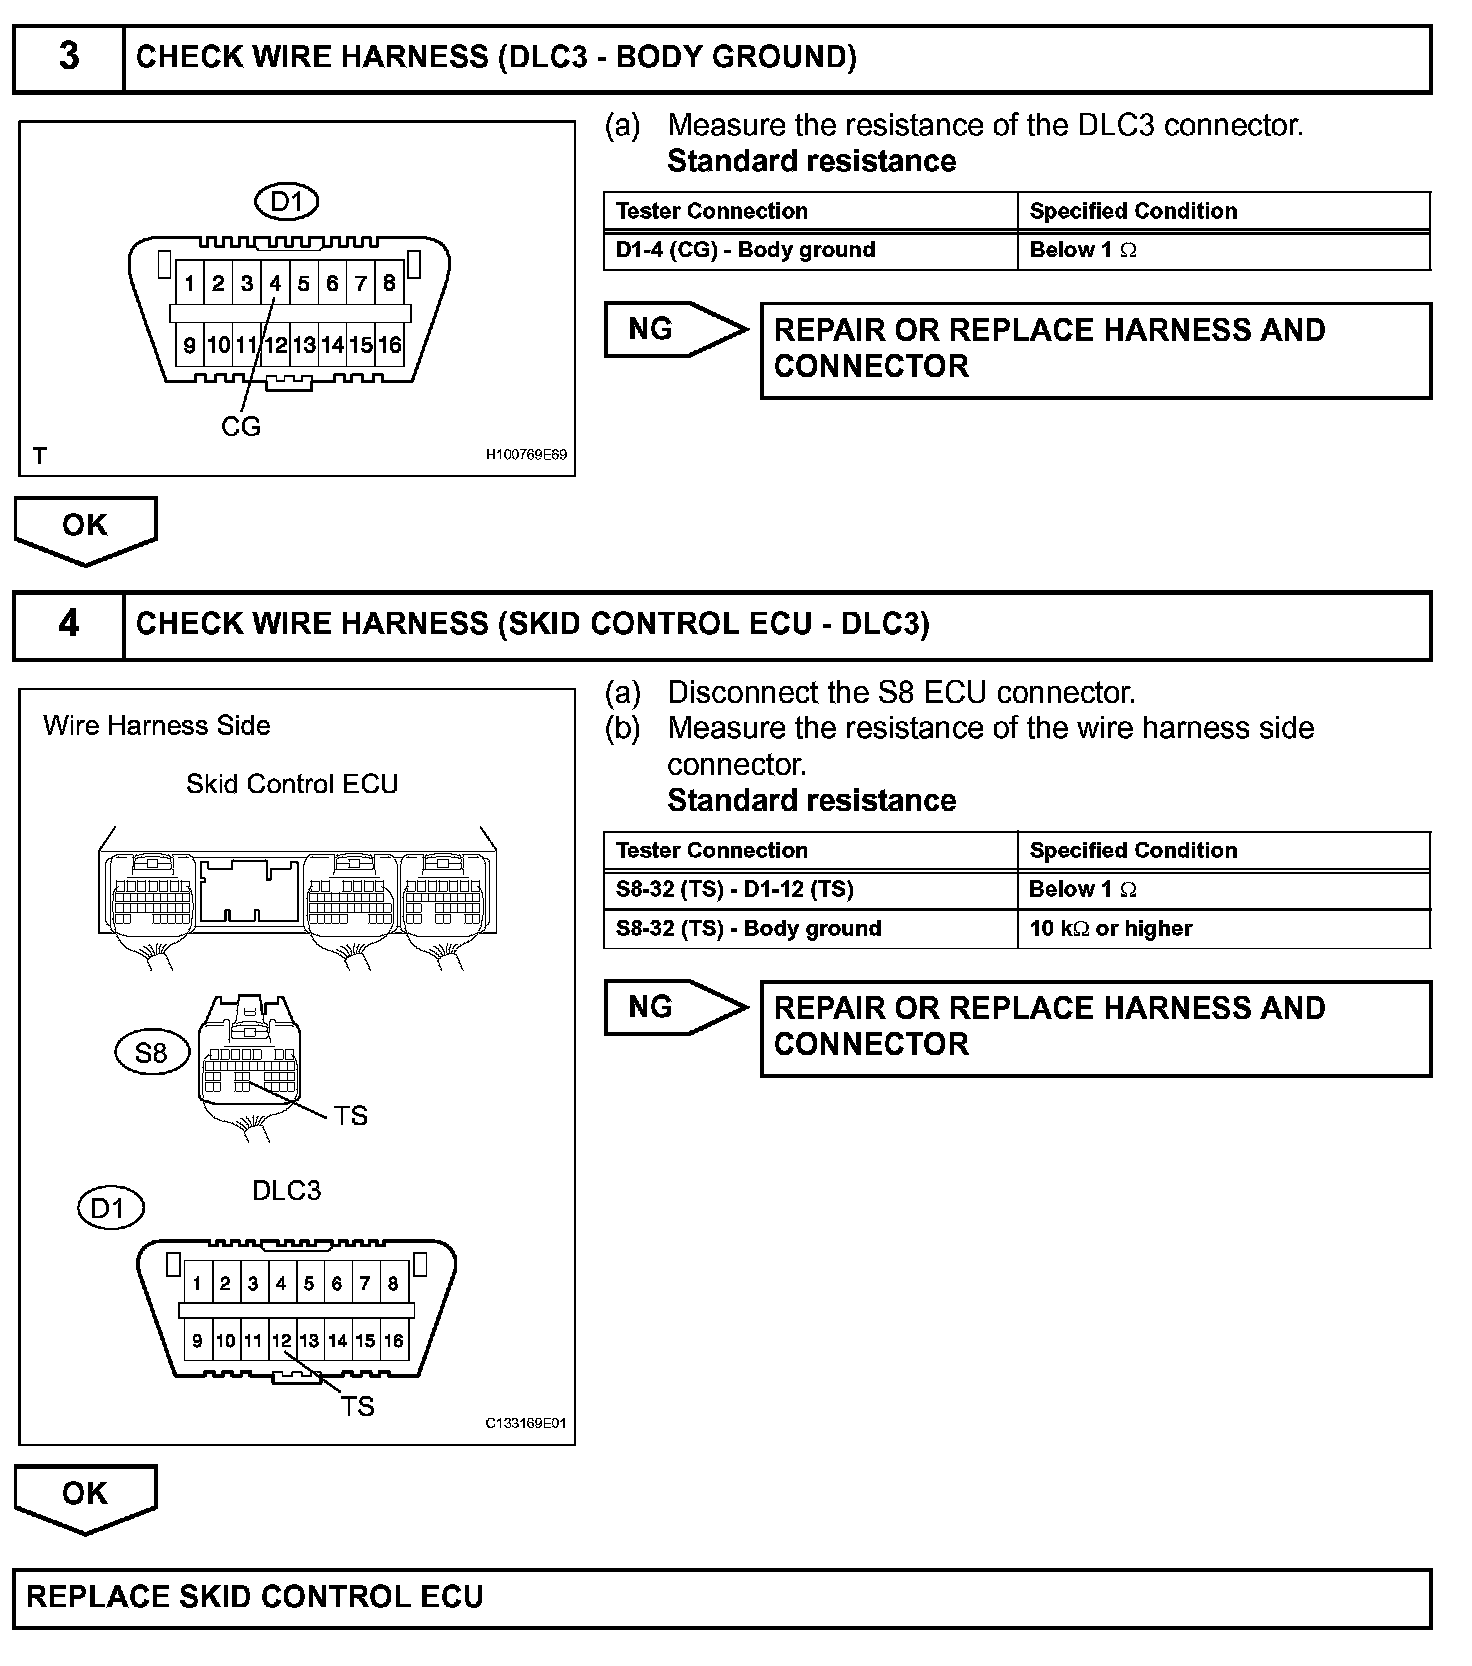 3 CHECK WIRE HARNESS (DLC3 - BODY GROUND)
D1
1 2 3 4 5 6 7 8
9 10 11 12 13 14 15 16
CG
T
H100769E69
(a) Measure the resistance of the DLC3 connector.
Standard resistance
Tester Connection Specified Condition
D1-4 (CG) - Body ground Below 1 Ω
NG
REPAIR OR REPLACE HARNESS AND
CONNECTOR
OK
4 CHECK WIRE HARNESS (SKID CONTROL ECU - DLC3)
Wire Harness Side
Skid Control ECU
S8
TS
DLC3
D1
1 2 3 4 5 6 7 8
9 10 11 12 13 14 15 16
TS
C133169E01
(a) Disconnect the S8 ECU connector.
(b) Measure the resistance of the wire harness side
connector.
Standard resistance
Tester Connection Specified Condition
S8-32 (TS) - D1-12 (TS) Below 1 Ω
S8-32 (TS) - Body ground 10 kΩ or higher
NG
REPAIR OR REPLACE HARNESS AND
CONNECTOR
OK
REPLACE SKID CONTROL ECU